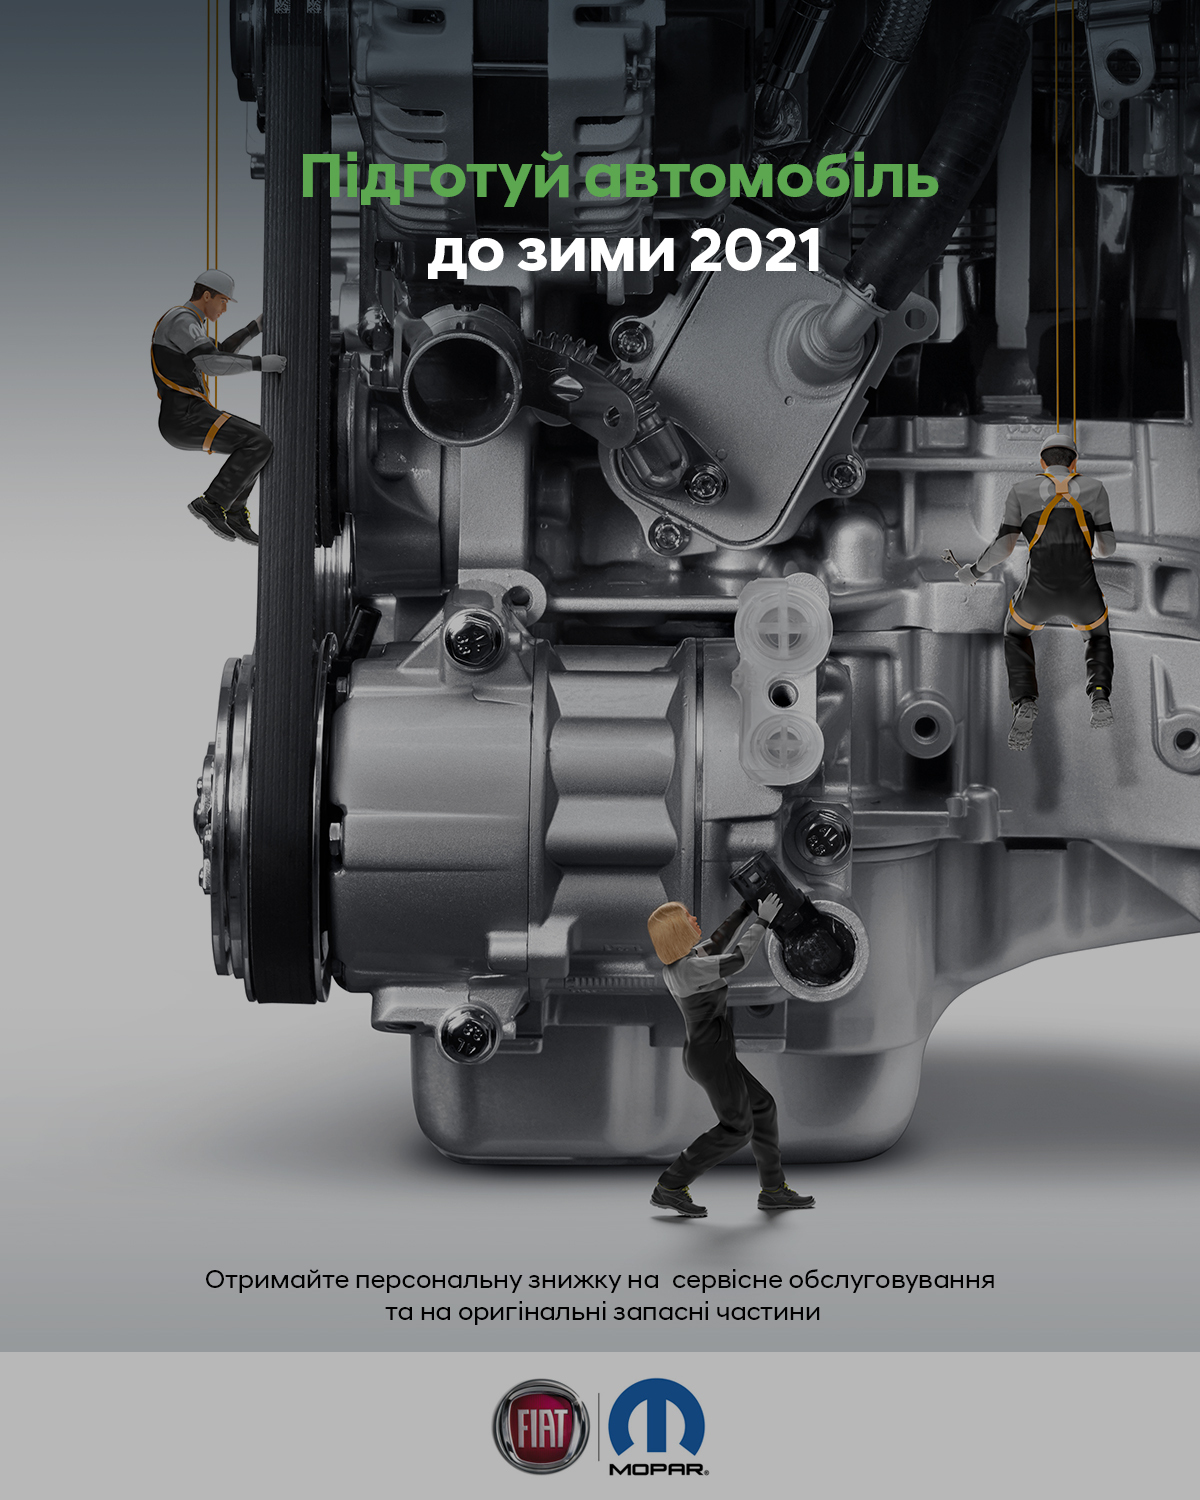 Підготуй автомобіль
до зими 2021
Отримайте персональну знижку на сервісне обслуговування
та на оригінальні запасні частини
FIAT
MOPAR®